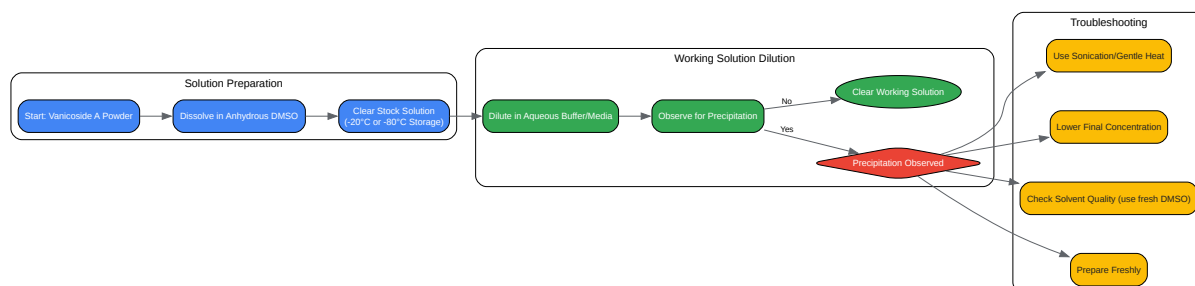 Solution Preparation
Start: Vanicoside A Powder
Dissolve in Anhydrous DMSO
Clear Stock Solution
(-20°C or -80°C Storage)
Working Solution Dilution
Dilute in Aqueous Buffer/Media
Observe for Precipitation
No
Clear Working Solution
Yes
Precipitation Observed
Troubleshooting
Use Sonication/Gentle Heat
Lower Final Concentration
Check Solvent Quality (use fresh DMSO)
Prepare Freshly